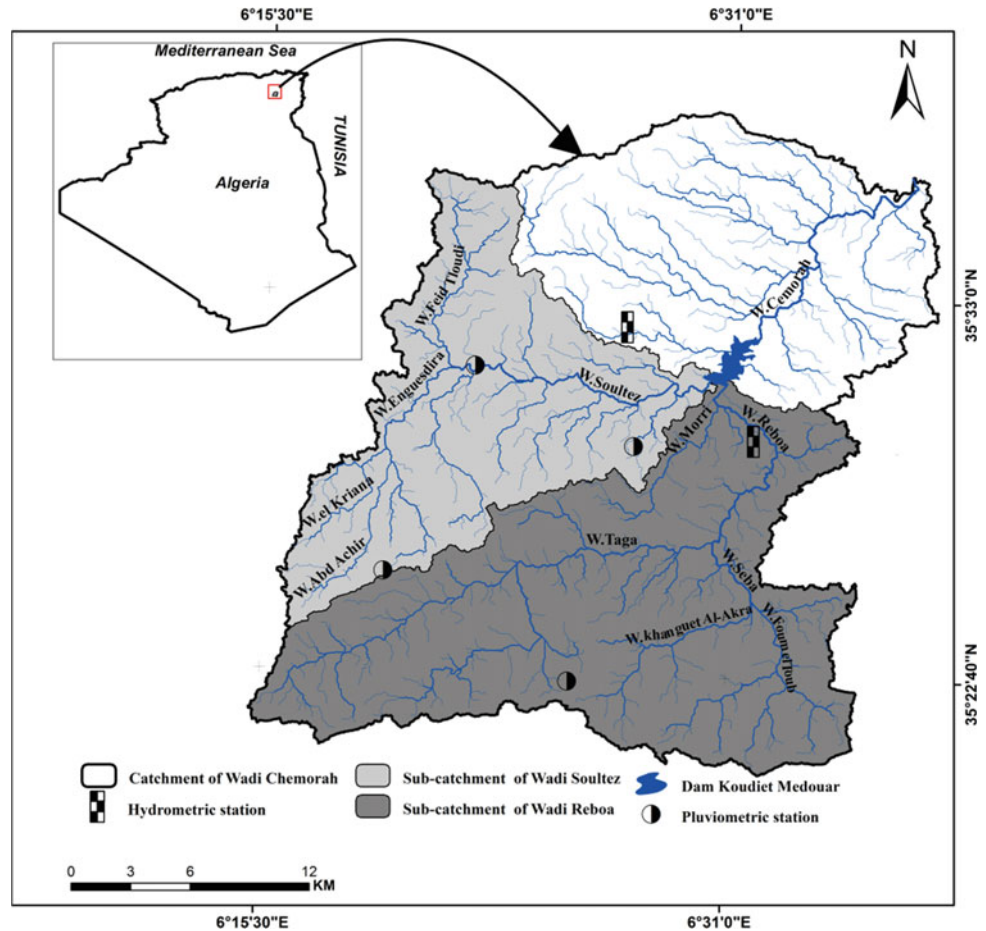 6°15'30"E
6°31'0"E
Mediterranean Sea
a
TUNISIA
Algeria
N
W.Feid Tioudi
W.Cemorah
35°33'0"N
W.Enguesdira
W.Soultez
W.Morri
W.Reboa
W.el Kriana
W.Abd Achir
W.Taga
W.Seba
W.khanguet Al-Akra
W.Foum elToub
35°22'40"N
Catchment of Wadi Chemorah
Sub-catchment of Wadi Soultez
Dam Koudiet Medouar
Hydrometric station
Sub-catchment of Wadi Reboa
Pluviometric station
0 3 6 12
KM
6°15'30"E
6°31'0"E